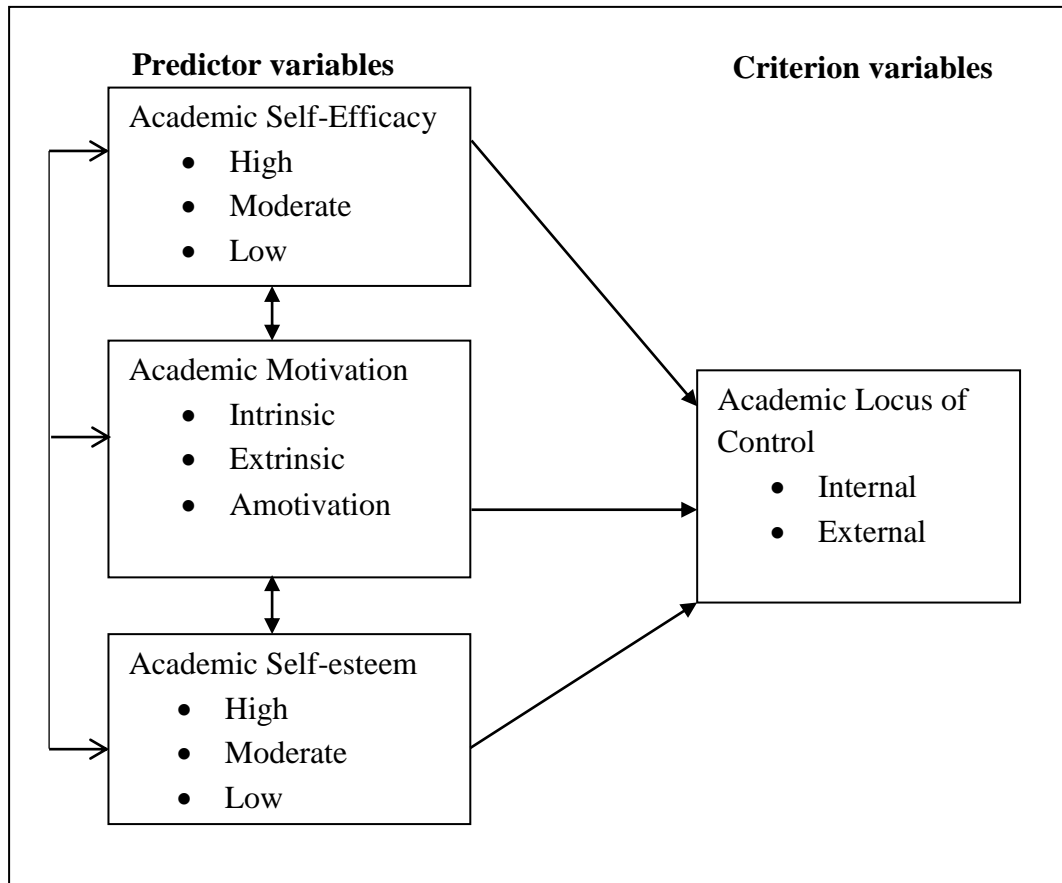 Predictor variables
Criterion variables
Academic Self-Efficacy
• High
• Moderate
• Low
Academic Motivation
• Intrinsic
• Extrinsic
• Amotivation
Academic Self-esteem
• High
• Moderate
• Low
Academic Locus of
Control
• Internal
• External